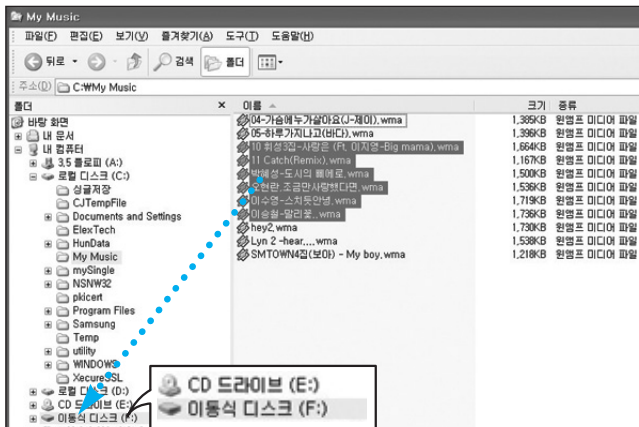 My Music
파일(F) 편집(E) 보기(V) 즐겨찾기(A) 도구(T) 도움말(H)
뒤로 검색 폴더
주소(D) C:\My Music
폴더
바탕 화면
내 문서
내 컴퓨터
3.5 플로피 (A:)
로컬 디스크 (C:)
싱글저장
CJTempFile
Documents and Settings
ElexTech
HunData
My Music
mySingle
NSNW32
pkicert
Program Files
Samsung
Temp
utility
WINDOWS
XecureSSL
로컬 디스크 (D:)
CD 드라이브 (E:)
이동식 디스크 (F:)
이름 크기 종류
04-가슴에누가살아요(J-제이).wma 1,385KB 윈앰프 미디어 파일
05-하루가지나고(바다).wma 1,396KB 윈앰프 미디어 파일
10 휘성3집-사랑은 (Ft. 이지영-Big mama).wma 1,664KB 윈앰프 미디어 파일
11 Catch(Remix).wma 1,167KB 윈앰프 미디어 파일
박혜성-도시의 삐에로.wma 1,500KB 윈앰프 미디어 파일
오현란.조금만사랑했다면.wma 1,536KB 윈앰프 미디어 파일
이수영-스치듯안녕.wma 1,719KB 윈앰프 미디어 파일
이승철-말리꽃..wma 1,736KB 윈앰프 미디어 파일
hey2.wma 1,730KB 윈앰프 미디어 파일
Lyn 2 -hear....wma 1,538KB 윈앰프 미디어 파일
SMTOWN4집(보아) - My boy.wma 1,218KB 윈앰프 미디어 파일
CD 드라이브 (E:)
이동식 디스크 (F:)